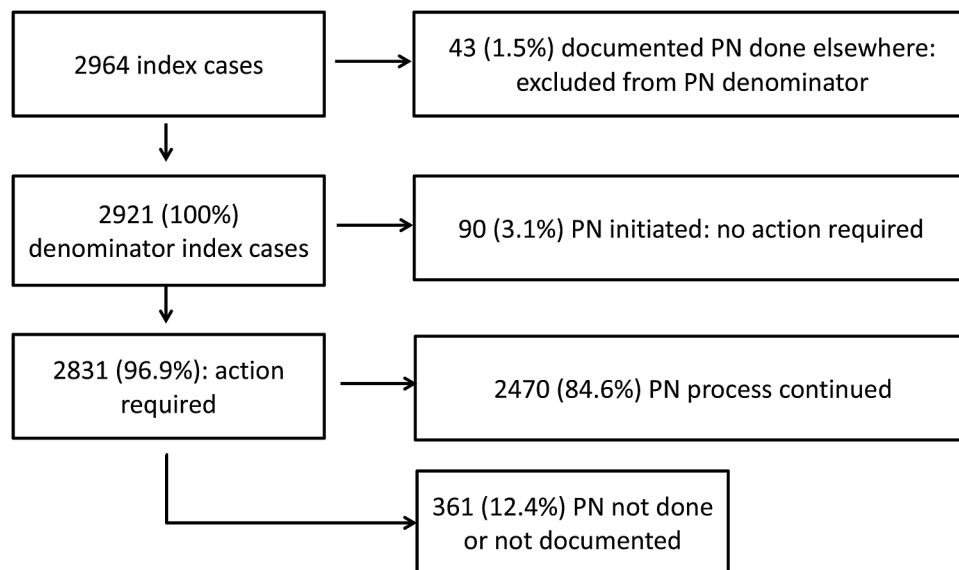 2964 index cases
43 (1.5%) documented PN done elsewhere:
excluded from PN denominator
2921 (100%)
denominator index cases
90 (3.1%) PN initiated: no action required
2831 (96.9%): action
required
2470 (84.6%) PN process continued
361 (12.4%) PN not done
or not documented